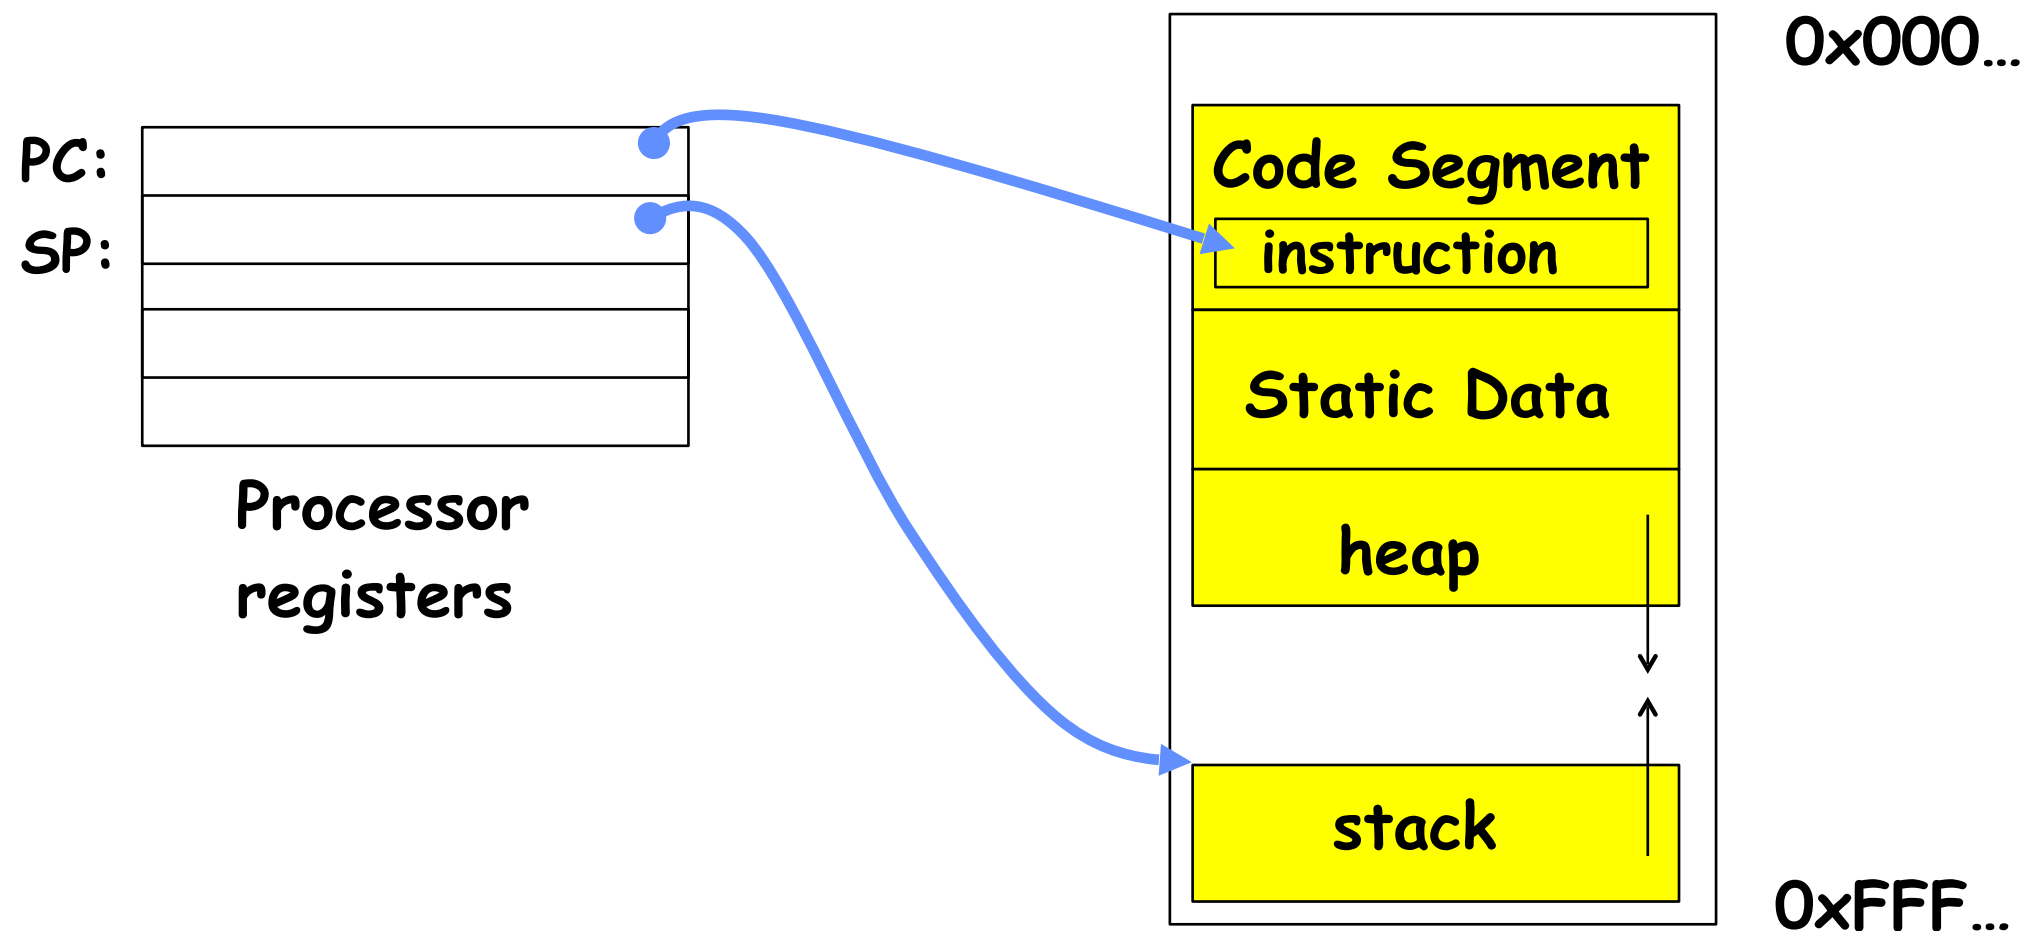 0x000…
PC:
Code Segment
SP:
instruction
Static Data
Processor
heap
registers
stack
0xFFF…